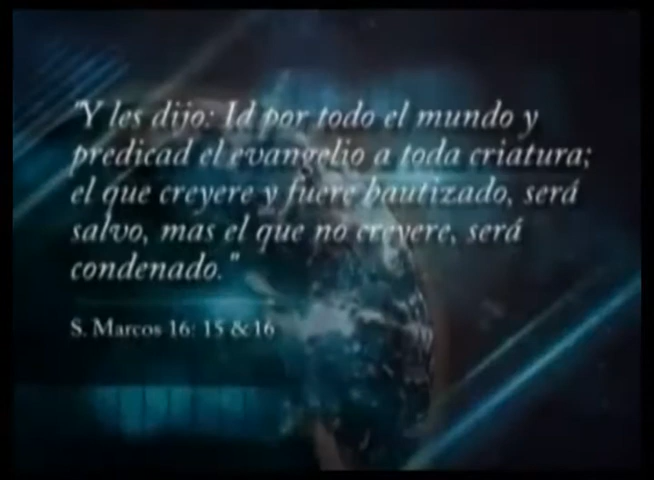 "Y les dijo: Id por todo el mundo y
predicad el evangelio a toda criatura;
el que creyere y fuere bautizado, será
salvo, mas el que no creyere, será
condenado."
S. Marcos 16: 15 & 16